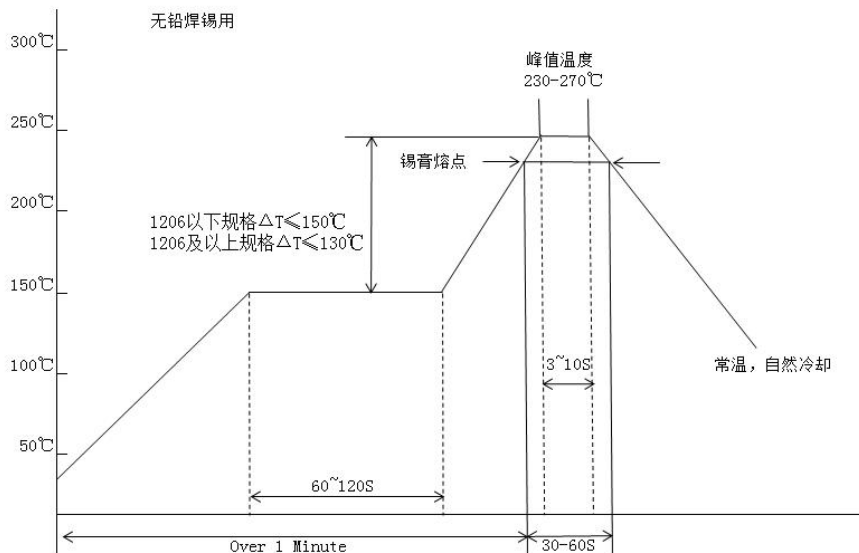 无铅焊锡用
300℃
峰值温度
230-270℃
250℃
锡膏熔点
200℃
1206以下规格△T≤150℃
1206及以上规格△T≤130℃
150℃
100℃
3~10S
常温，自然冷却
50℃
60~120S
Over 1 Minute
30-60S